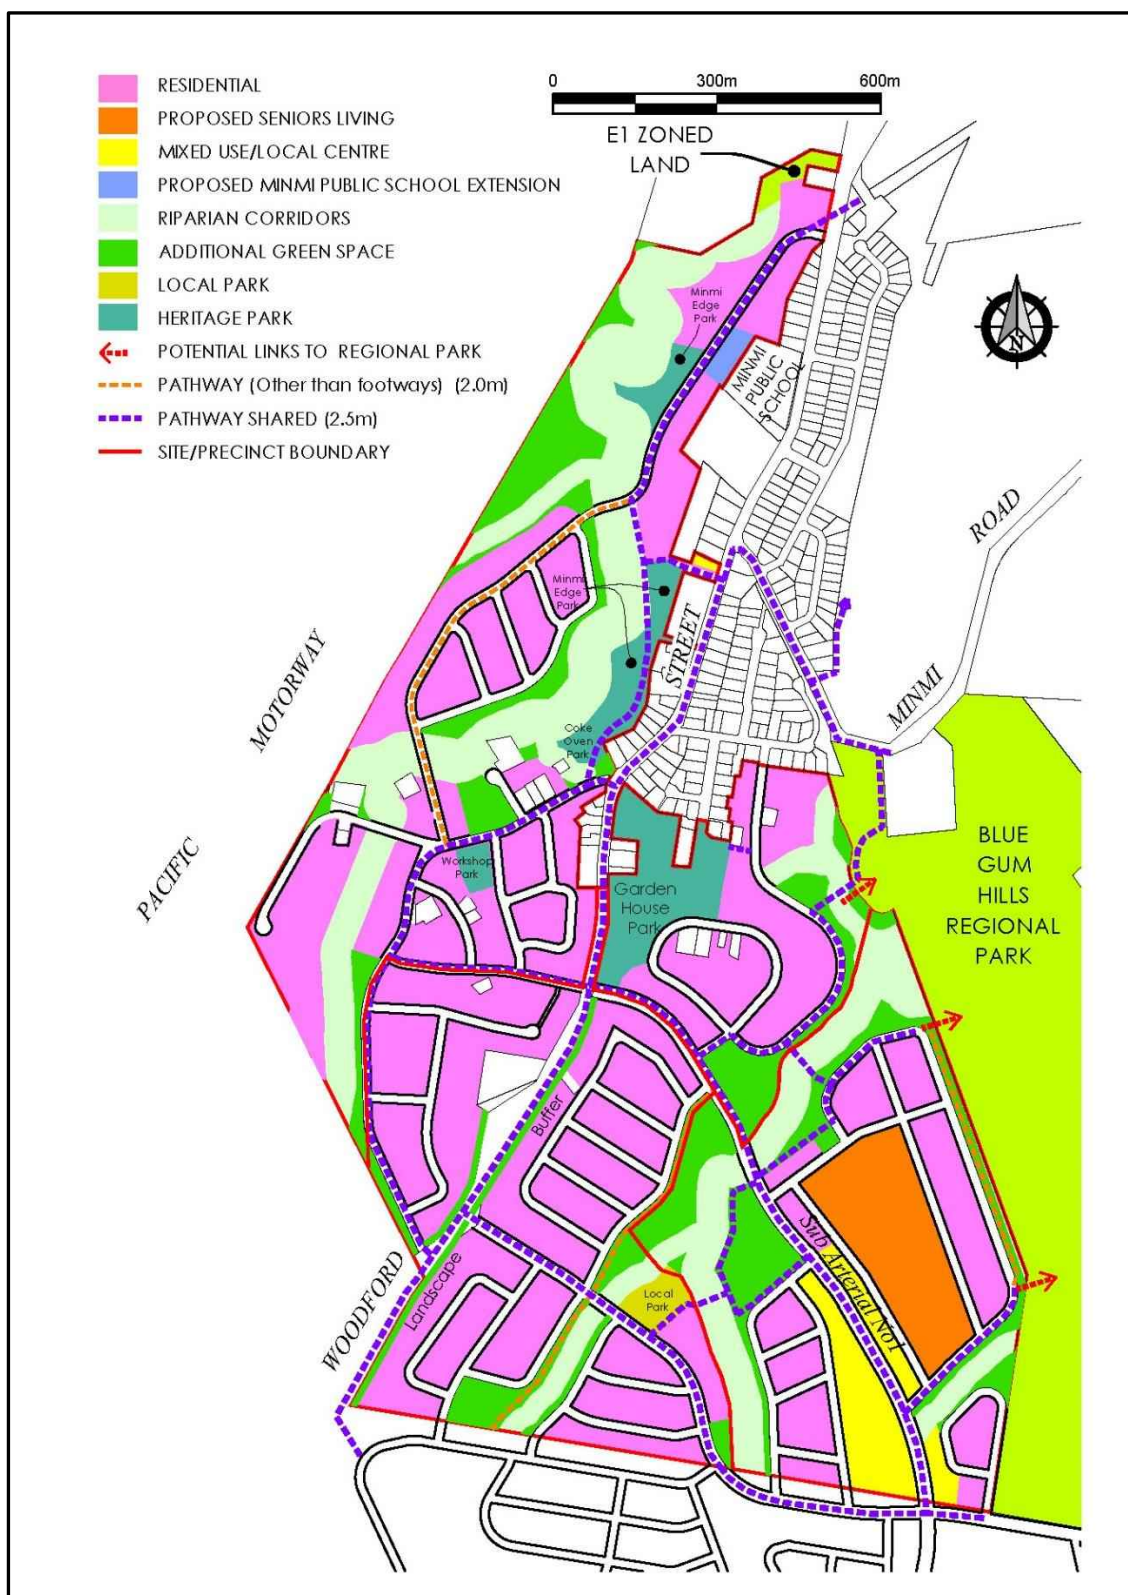 RESIDENTIAL
PROPOSED SENIORS LIVING
MIXED USE/LOCAL CENTRE
PROPOSED MINMI PUBLIC SCHOOL EXTENSION
RIPARIAN CORRIDORS
ADDITIONAL GREEN SPACE
LOCAL PARK
HERITAGE PARK
POTENTIAL LINKS TO REGIONAL PARK
PATHWAY (Other than footways) (2.0m)
PATHWAY SHARED (2.5m)
SITE/PRECINCT BOUNDARY
0 300m 600m
E1 ZONED
LAND
N
Minmi
Edge
Park
MINMI
PUBLIC
SCHOOL
ROAD
MINMI
Minmi
Edge
Park
STREET
MOTORWAY
PACIFIC
Coke
Oven
Park
Workshop
Park
Garden
House
Park
BLUE
GUM
HILLS
REGIONAL
PARK
Buffer
Landscape
WOODFORD
Local
Park
Sub Arterial No1